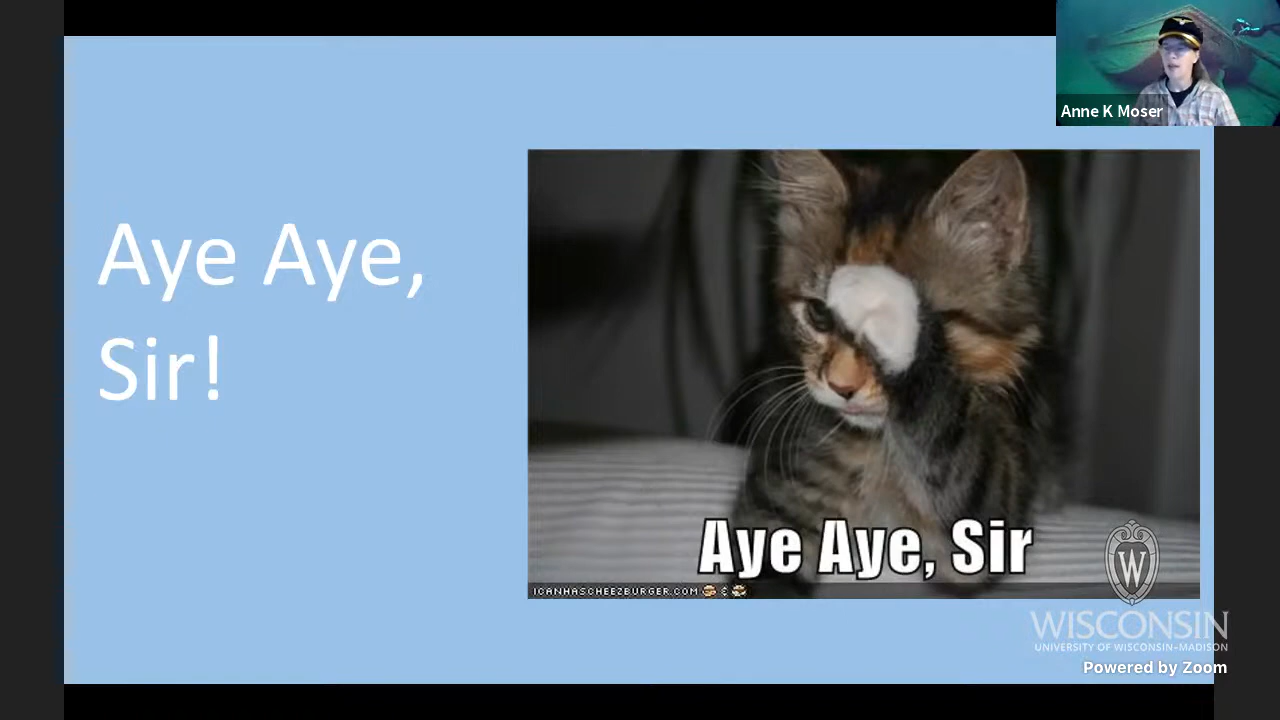 Anne K Moser
Aye Aye,
Sir!
Aye Aye, Sir
ICANHASCHEEZBURGER.COM
W
WISCONSIN
UNIVERSITY OF WISCONSIN–MADISON
Powered by Zoom